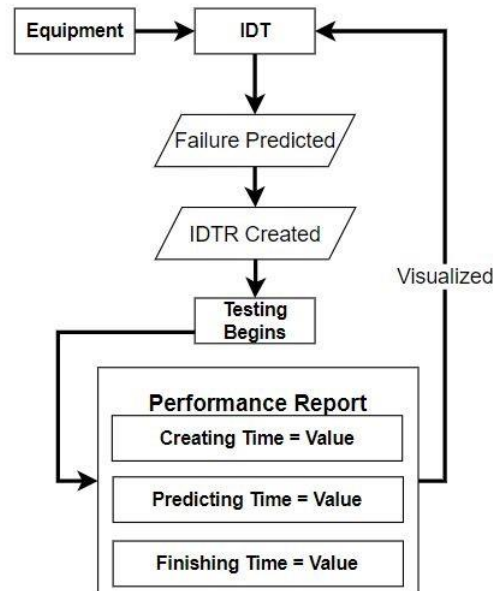 Equipment
IDT
Failure Predicted
IDTR Created
Visualized
Testing
Begins
Performance Report
Creating Time = Value
Predicting Time = Value
Finishing Time = Value